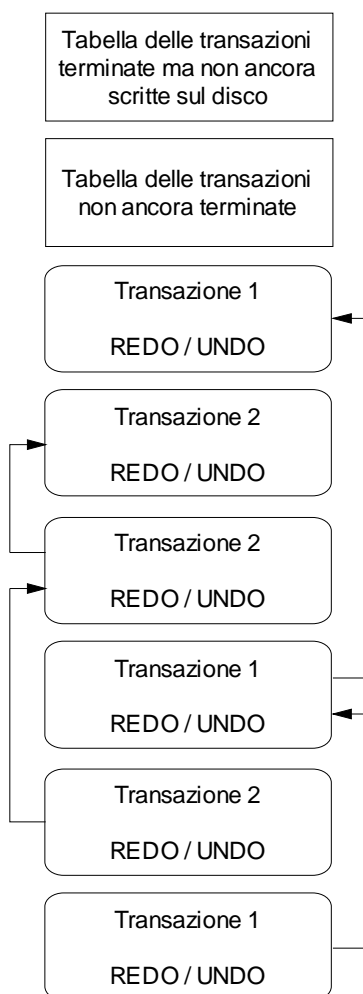 Tabella delle transazioni
terminate ma non ancora
scritte sul disco
Tabella delle transazioni
non ancora terminate
Transazione 1
REDO / UNDO
Transazione 2
REDO / UNDO
Transazione 2
REDO / UNDO
Transazione 1
REDO / UNDO
Transazione 2
REDO / UNDO
Transazione 1
REDO / UNDO